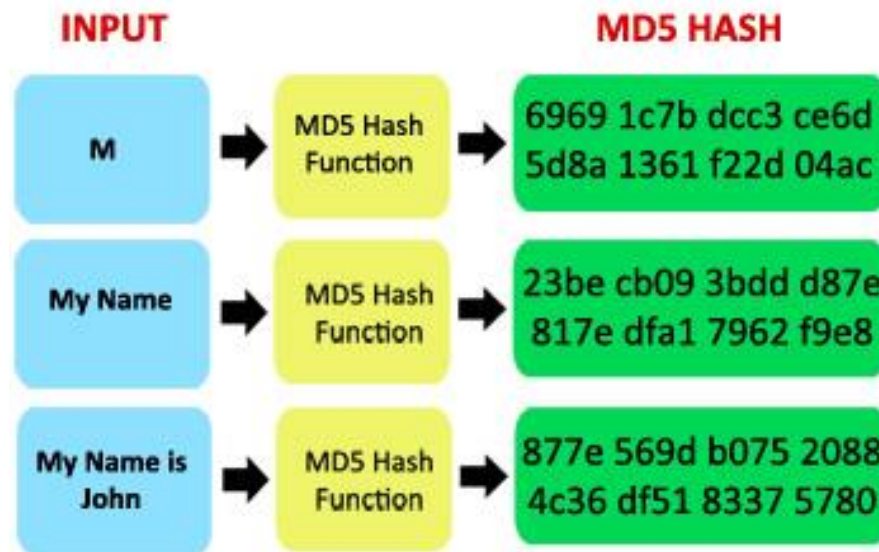 INPUT
MD5 HASH
M
MD5 Hash
Function
6969 1c7b dcc3 ce6d
5d8a 1361 f22d 04ac
My Name
MD5 Hash
Function
23be cb09 3bdd d87e
817e dfa1 7962 f9e8
My Name is
John
MD5 Hash
Function
877e 569d b075 2088
4c36 df51 8337 5780